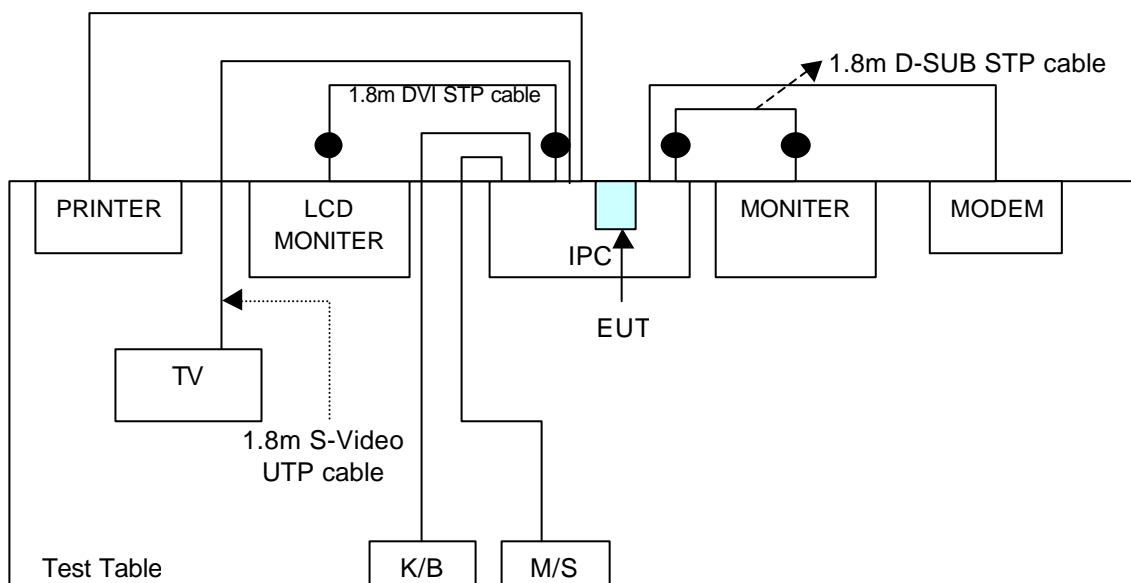 1.8m D-SUB STP cable
1.8m DVI STP cable
PRINTER
LCD
MONITER
IPC
MONITER
MODEM
EUT
TV
1.8m S-Video
UTP cable
Test Table
K/B
M/S